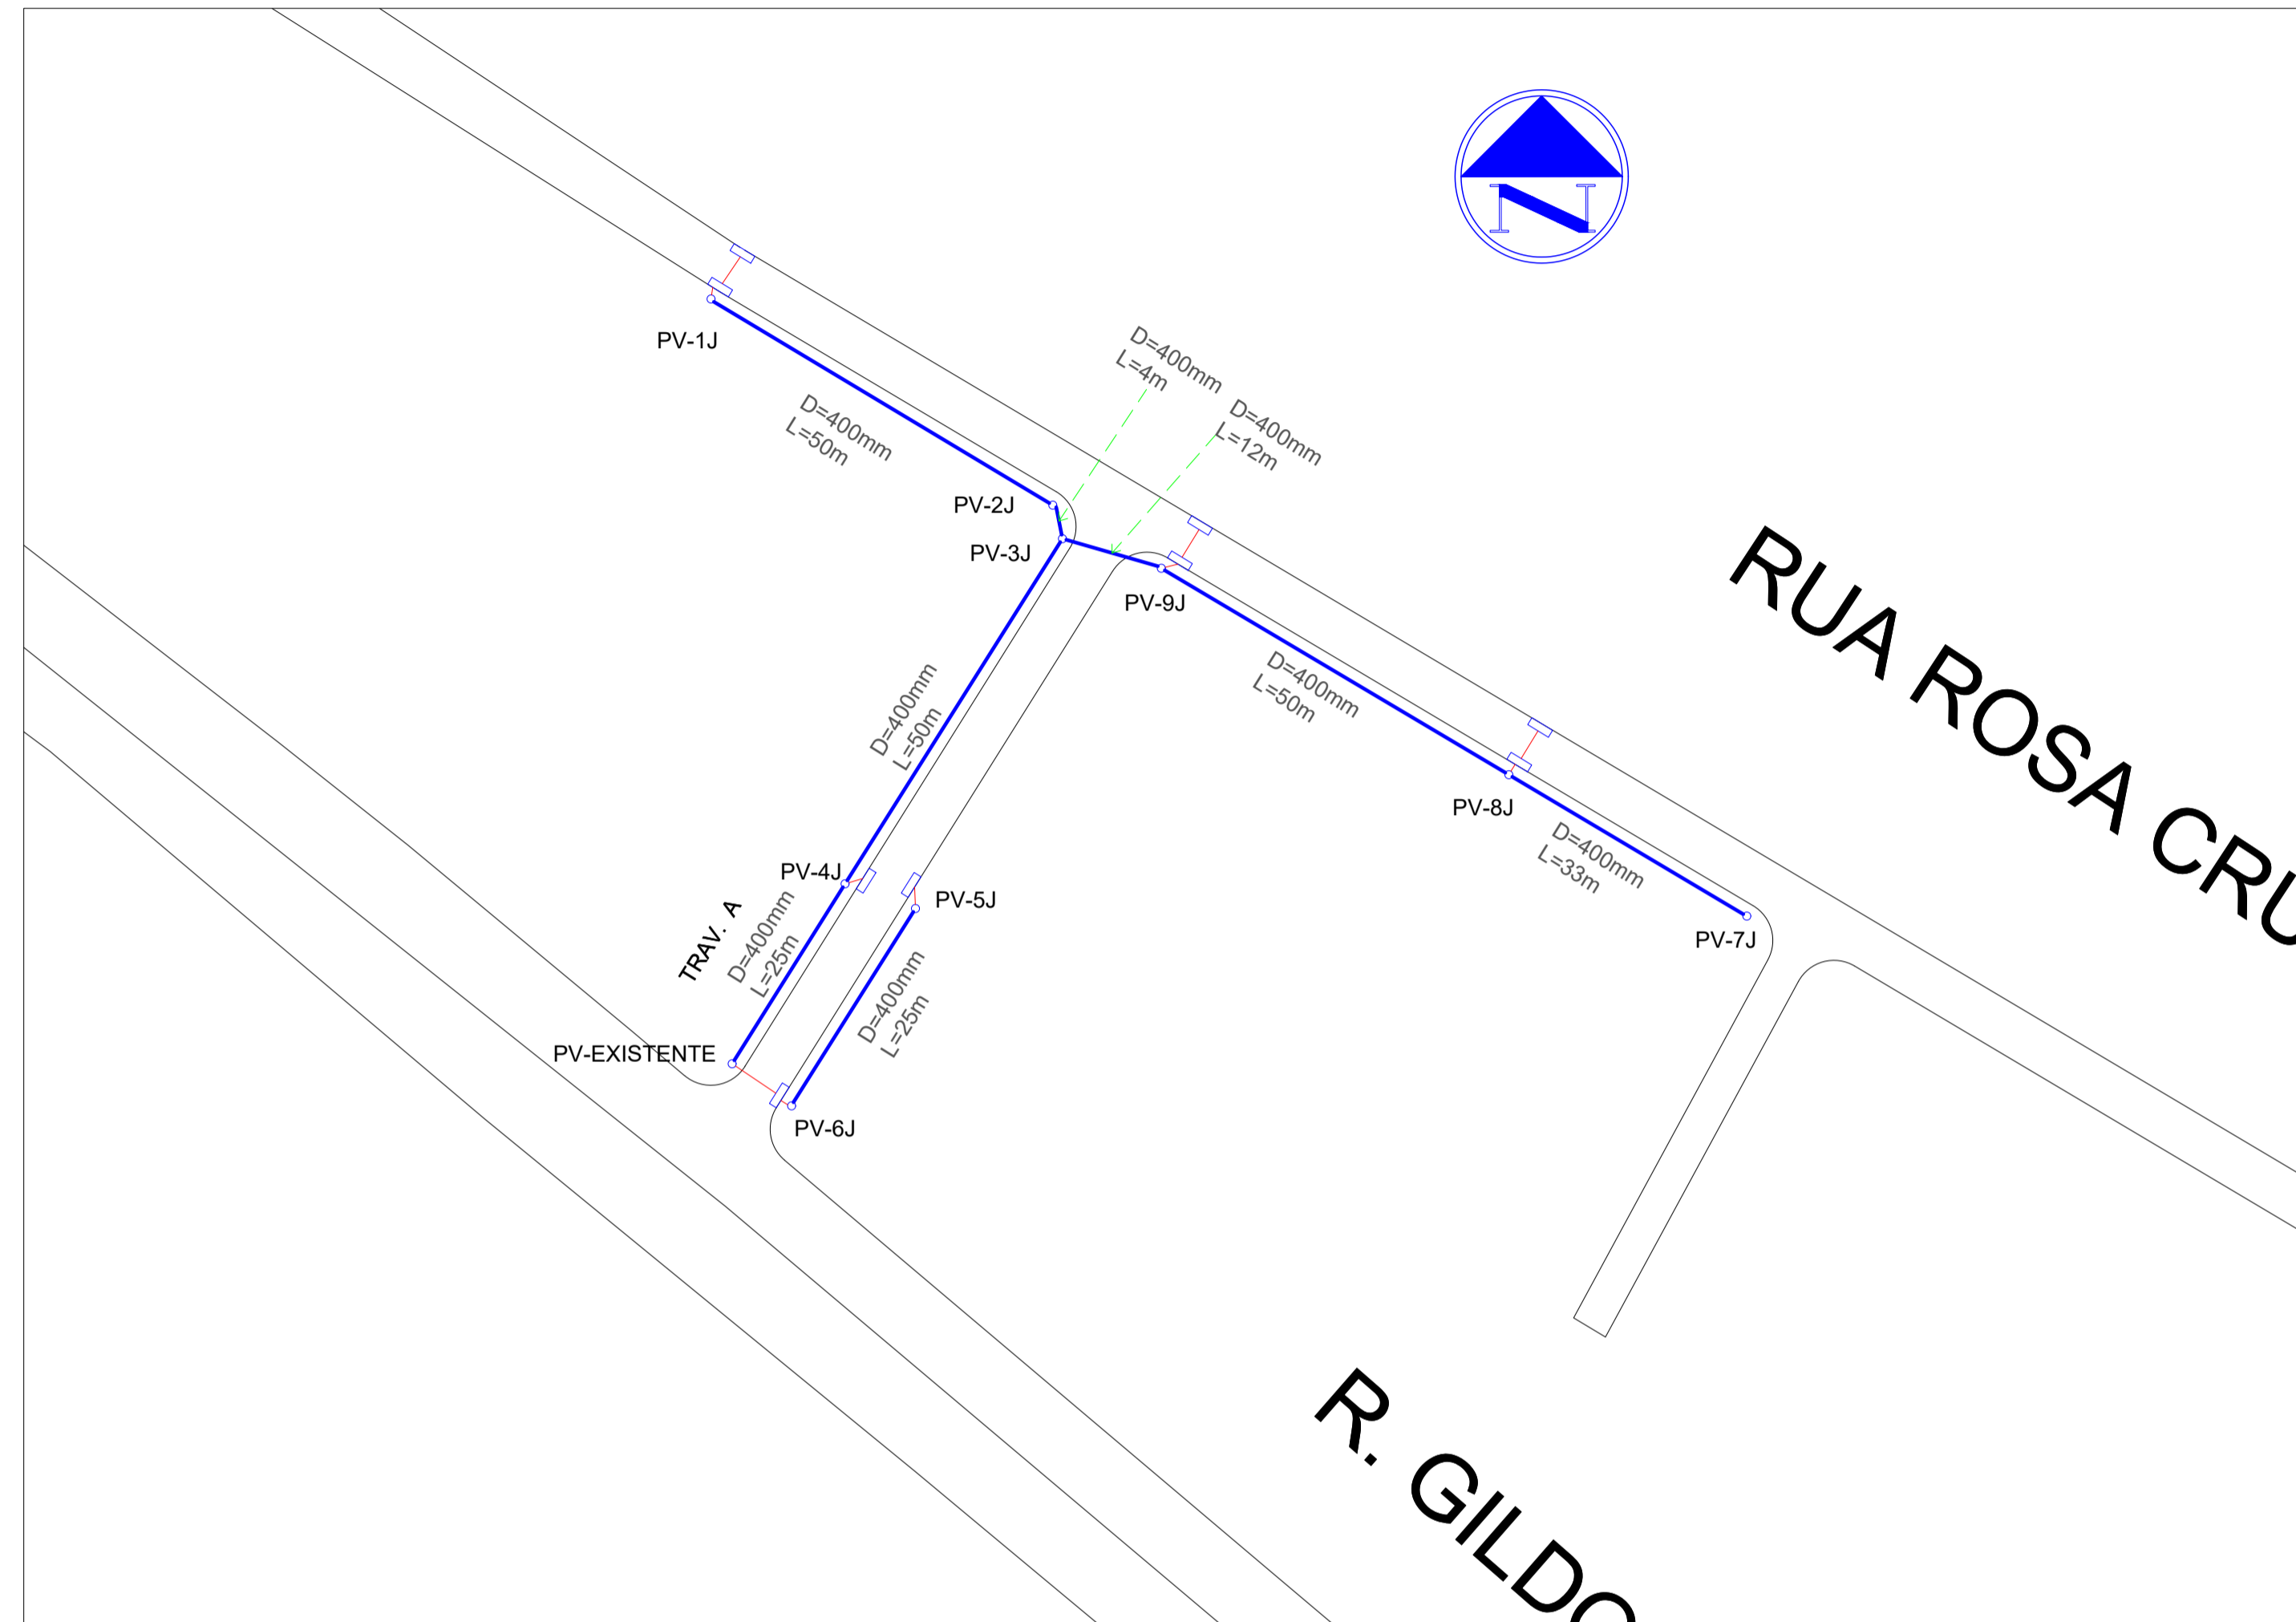 N
PV-1J
D=400mm
L=50m
D=400mm
L=4m
D=400mm
L=12m
PV-2J
PV-3J
PV-9J
RUA ROSA CRU
D=400mm
L=50m
D=400mm
L=50m
PV-8J
D=400mm
L=33m
PV-7J
PV-4J
PV-5J
TRAV. A
D=400mm
L=25m
D=400mm
L=25m
PV-EXISTENTE
PV-6J
R. GILDO